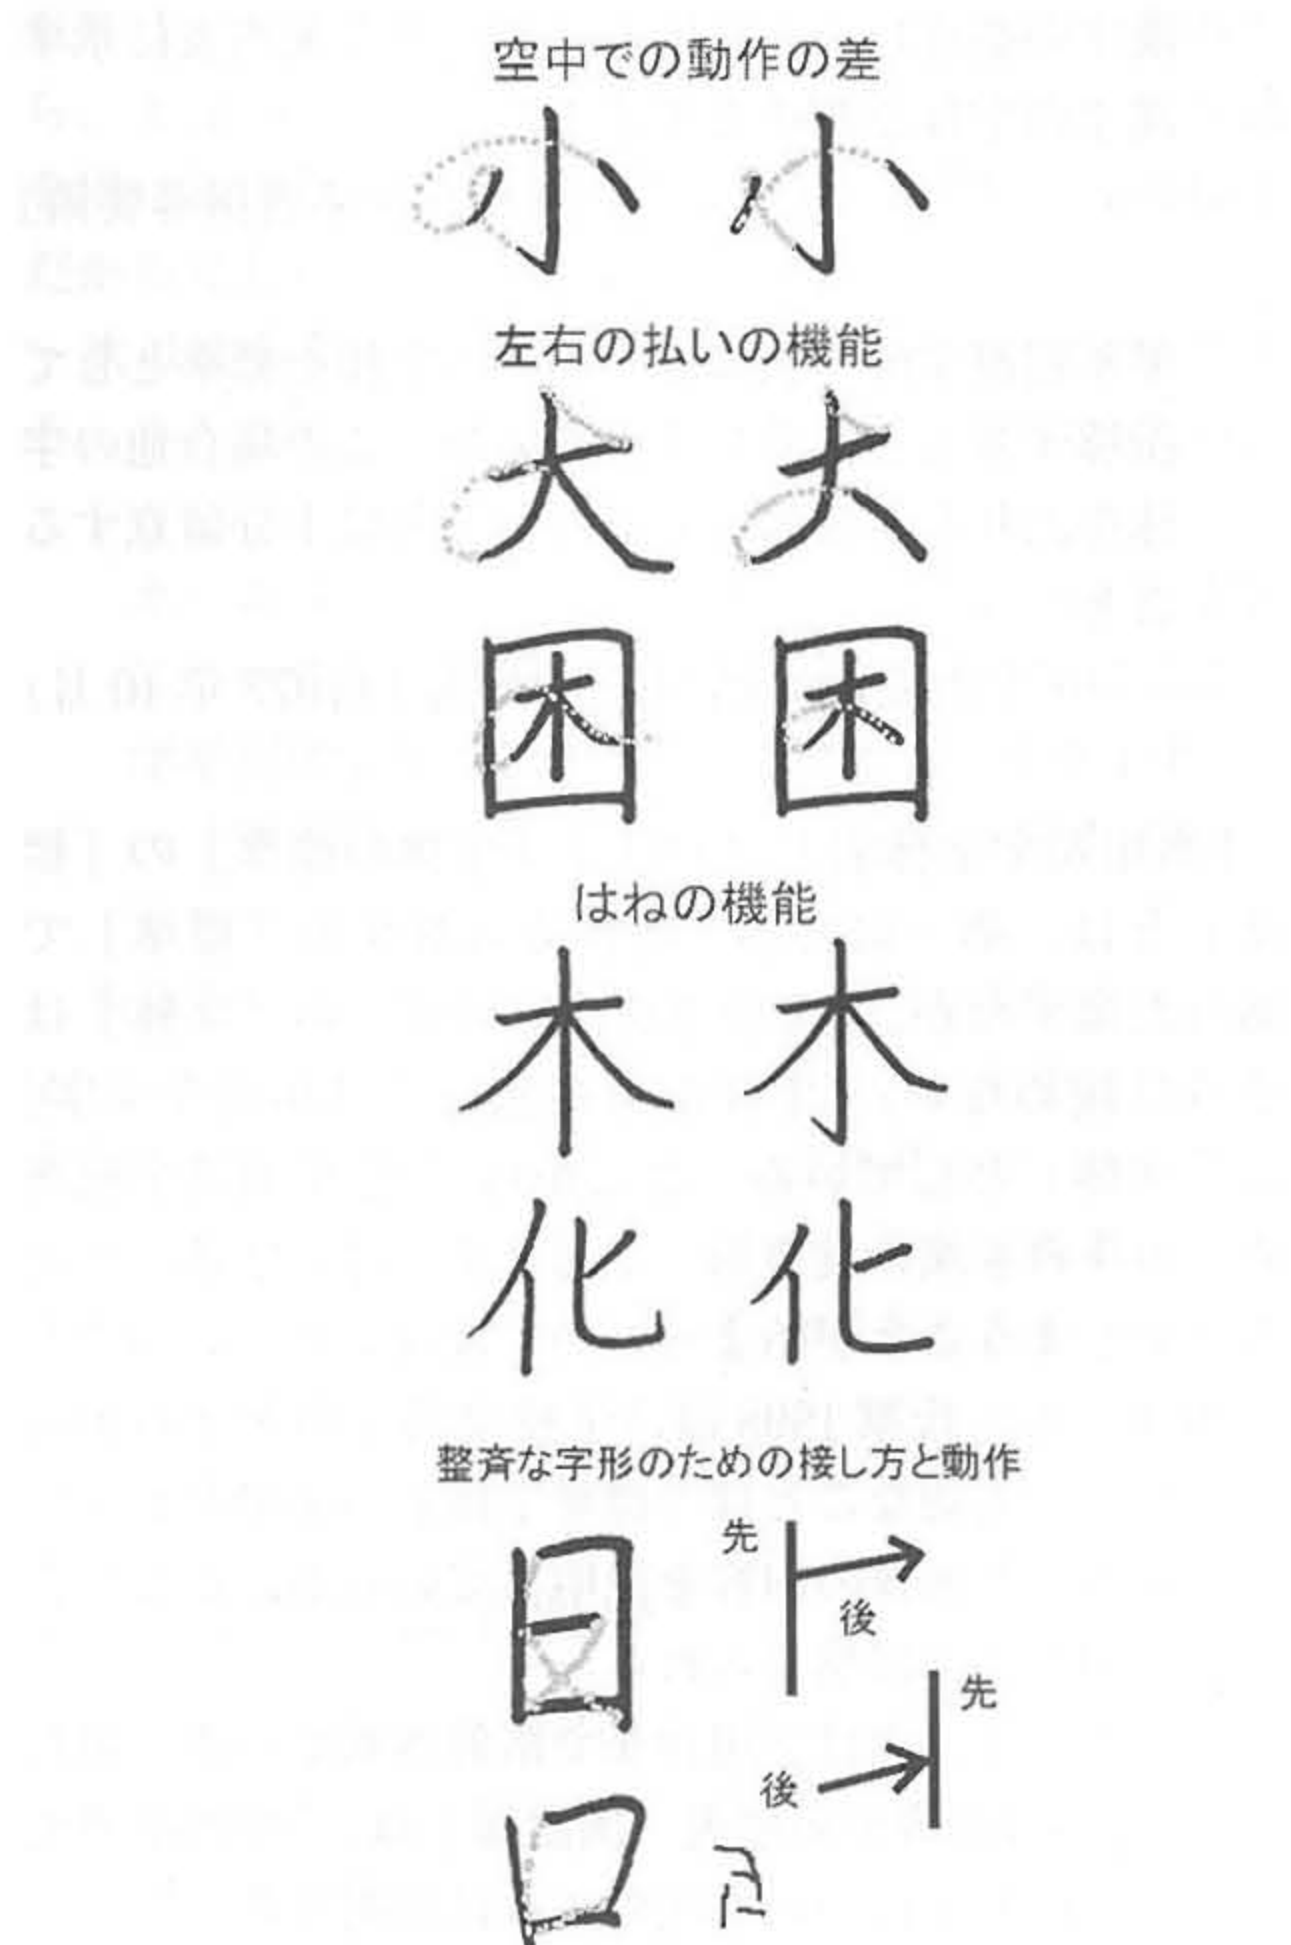 空中での動作の差
小 小
左右の払いの機能
大 大
困 困
はねの機能
木 木
化 化
整斉な字形のための接し方と動作
日
先
後
先
後
口